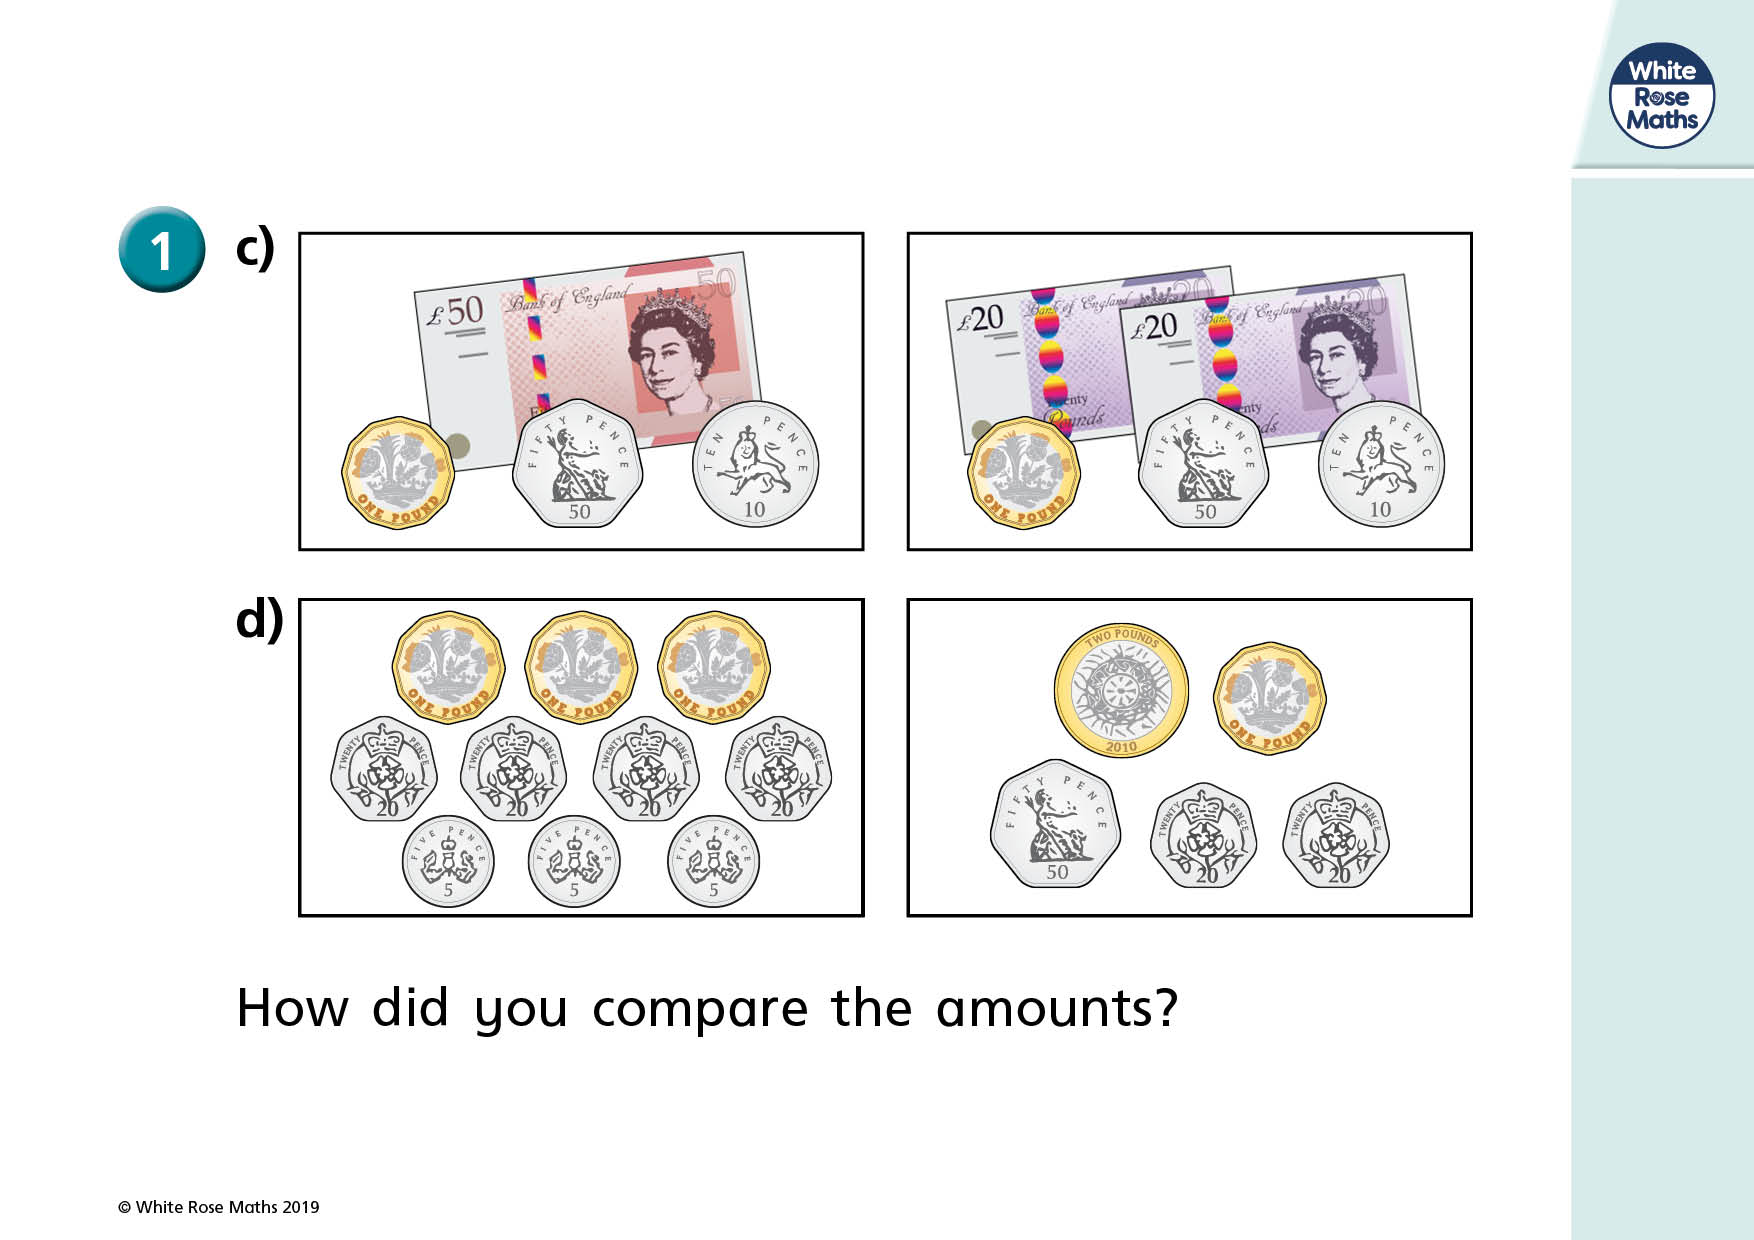 White
Rose
Maths
1
c)
£50
Bank of England
50
ONE POUND
FIFTY PENCE
50
TEN PENCE
10
£20
Bank of England
20
£20
Bank of England
20
Twenty
Pounds
ONE POUND
FIFTY PENCE
50
TEN PENCE
10
d)
ONE POUND
ONE POUND
ONE POUND
TWENTY PENCE
20
TWENTY PENCE
20
TWENTY PENCE
20
TWENTY PENCE
20
FIVE PENCE
5
FIVE PENCE
5
FIVE PENCE
5
TWO POUNDS
2010
ONE POUND
FIFTY PENCE
50
TWENTY PENCE
20
TWENTY PENCE
20
How did you compare the amounts?
© White Rose Maths 2019